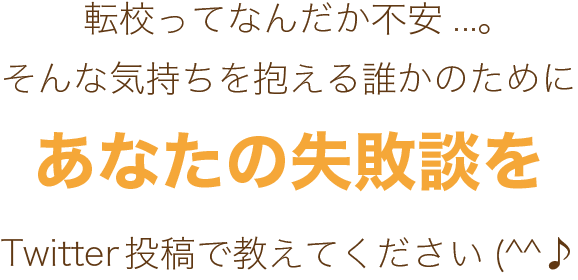 転校ってなんだか不安 ...。
そんな気持ちを抱える誰かのために
あなたの失敗談を
Twitter投稿で教えてください (^^♪